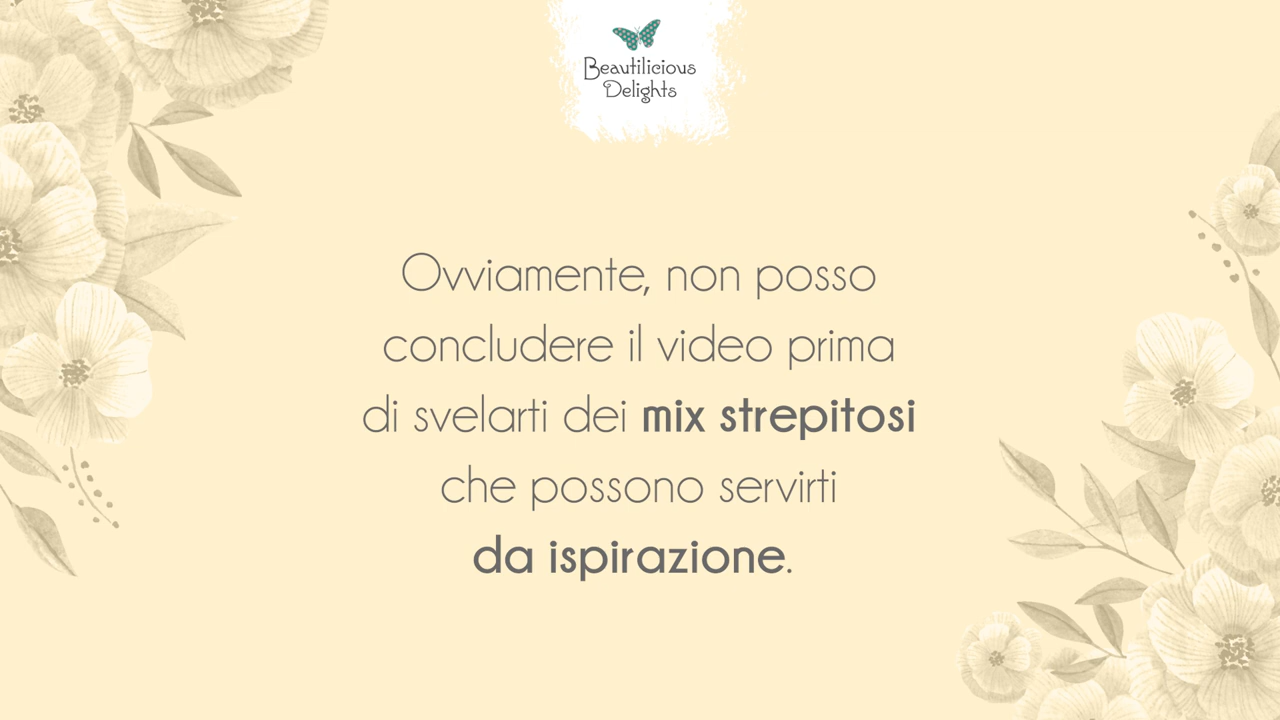 Beautilicious
Delights
Ovviamente, non posso
concludere il video prima
di svelarti dei mix strepitosi
che possono servirti
da ispirazione.